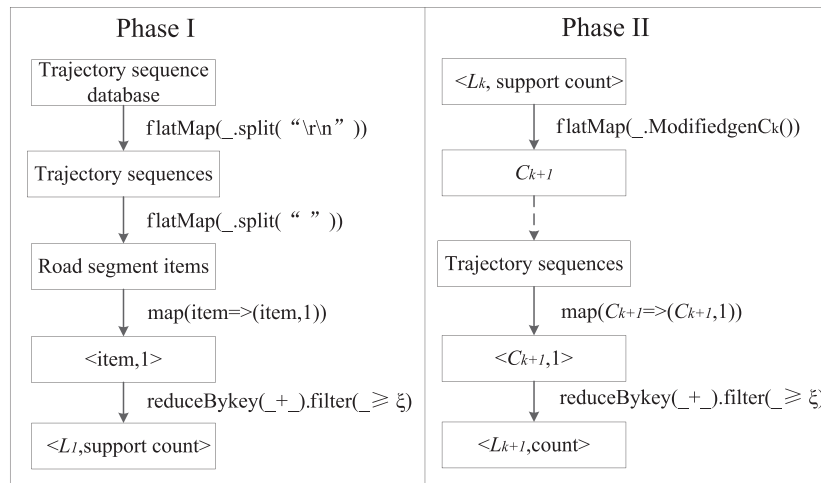 Phase I
Trajectory sequence
database
flatMap(_.split(“\r\n”))
Trajectory sequences
flatMap(_.split(“ ”))
Road segment items
map(item=>(item,1))
<item,1>
reduceBykey(_+_).filter(_≥ ξ)
<L1,support count>
Phase II
<Lk, support count>
flatMap(_.ModifiedgenCk())
Ck+1
Trajectory sequences
map(Ck+1=>(Ck+1,1))
<Ck+1,1>
reduceBykey(_+_).filter(_≥ ξ)
<Lk+1,count>